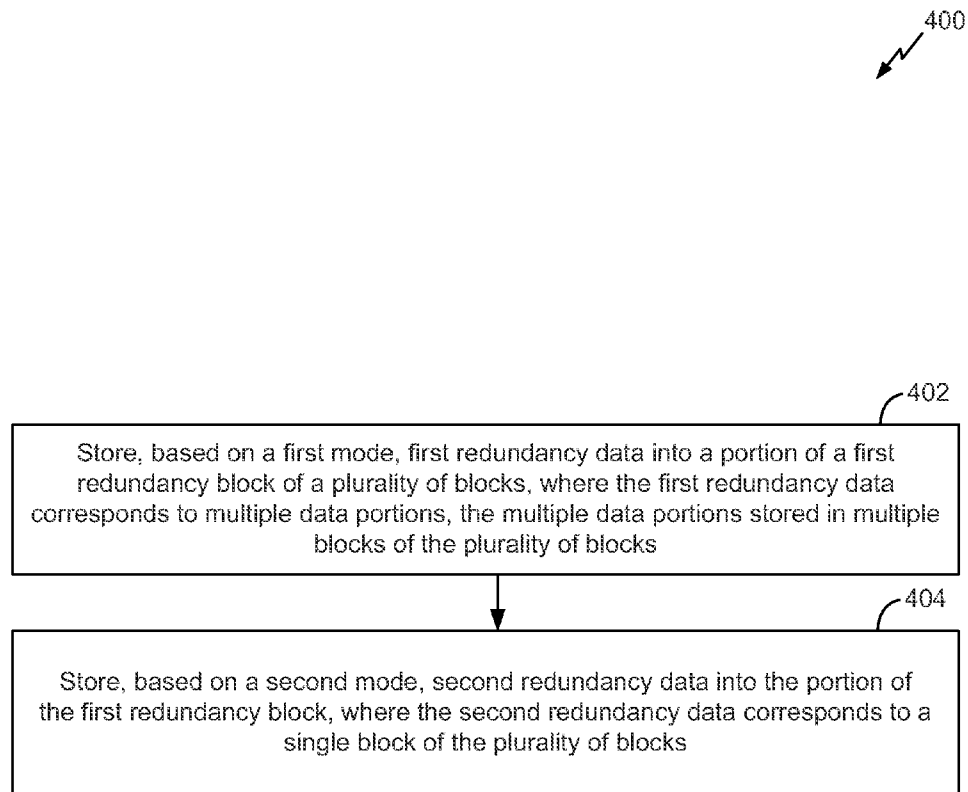 400
402
Store, based on a first mode, first redundancy data into a portion of a first
redundancy block of a plurality of blocks, where the first redundancy data
corresponds to multiple data portions, the multiple data portions stored in multiple
blocks of the plurality of blocks
404
Store, based on a second mode, second redundancy data into the portion of
the first redundancy block, where the second redundancy data corresponds to a
single block of the plurality of blocks